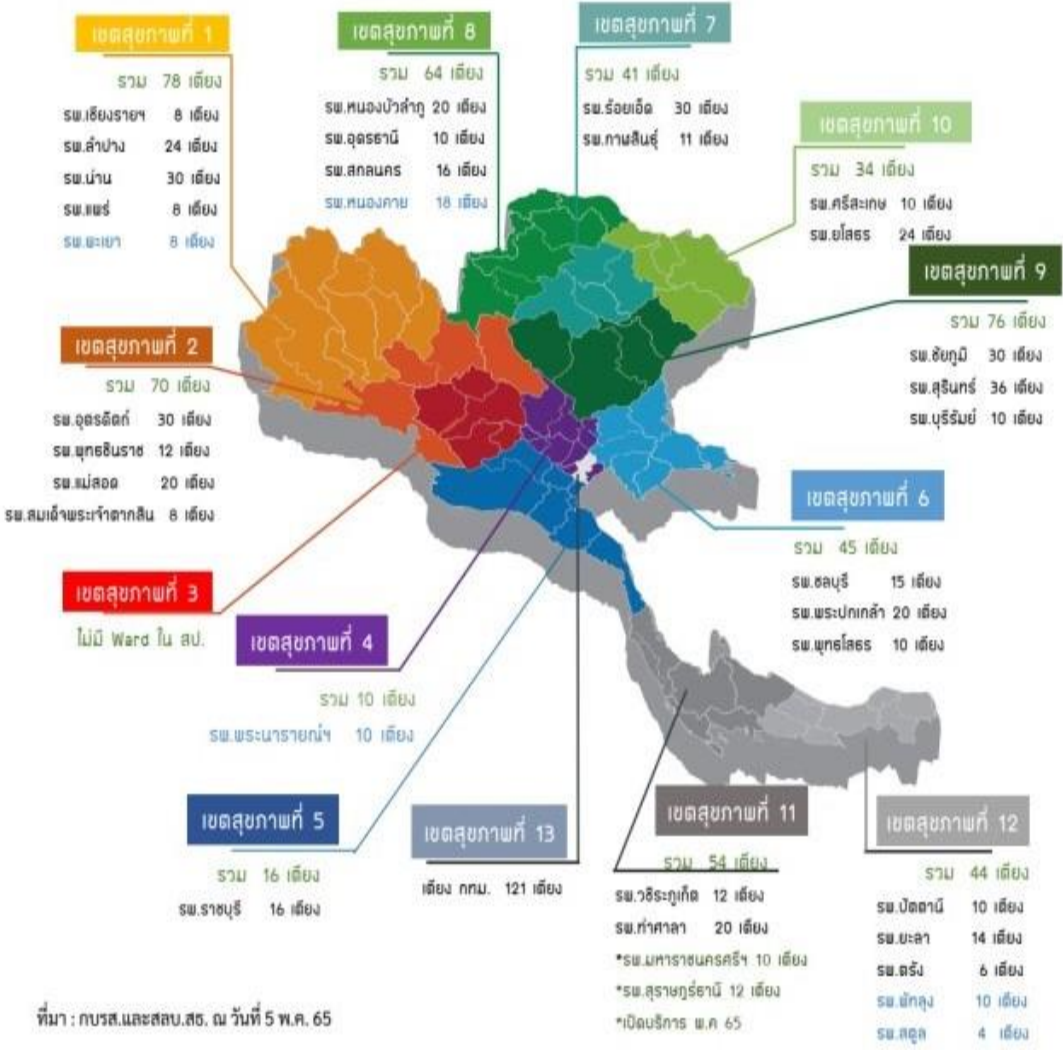 เขตสุขภาพที่ 1
รวม 78 เตียง
รพ.เชียงรายฯ 8 เตียง
รพ.ลำปาง 24 เตียง
รพ.น่าน 30 เตียง
รพ.แพร่ 8 เตียง
รพ.พะเยา 8 เตียง
เขตสุขภาพที่ 8
รวม 64 เตียง
รพ.หนองบัวลำภู 20 เตียง
รพ.อุดรธานี 10 เตียง
รพ.สกลนคร 16 เตียง
รพ.หนองคาย 18 เตียง
เขตสุขภาพที่ 7
รวม 41 เตียง
รพ.ร้อยเอ็ด 30 เตียง
รพ.กาฬสินธุ์ 11 เตียง
เขตสุขภาพที่ 10
รวม 34 เตียง
รพ.ศรีสะเกษ 10 เตียง
รพ.ยโสธร 24 เตียง
เขตสุขภาพที่ 9
รวม 76 เตียง
รพ.ชัยภูมิ 30 เตียง
รพ.สุรินทร์ 36 เตียง
รพ.บุรีรัมย์ 10 เตียง
เขตสุขภาพที่ 2
รวม 70 เตียง
รพ.อุตรดิตถ์ 30 เตียง
รพ.พุทธชินราช 12 เตียง
รพ.แม่สอด 20 เตียง
รพ.สมเด็จพระเจ้าตากสิน 8 เตียง
เขตสุขภาพที่ 6
รวม 45 เตียง
รพ.ชลบุรี 15 เตียง
รพ.พระปกเกล้า 20 เตียง
รพ.พุทธโสธร 10 เตียง
เขตสุขภาพที่ 3
ไม่มี Ward ใน สป.
เขตสุขภาพที่ 4
รวม 10 เตียง
รพ.พระนารายณ์ฯ 10 เตียง
เขตสุขภาพที่ 5
รวม 16 เตียง
รพ.ราชบุรี 16 เตียง
เขตสุขภาพที่ 13
เตียง กทม. 121 เตียง
เขตสุขภาพที่ 11
รวม 54 เตียง
รพ.วชิระภูเก็ต 12 เตียง
รพ.ท่าศาลา 20 เตียง
*รพ.มหาราชนครศรีฯ 10 เตียง
*รพ.สุราษฎร์ธานี 12 เตียง
*เปิดบริการ พ.ค 65
เขตสุขภาพที่ 12
รวม 44 เตียง
รพ.ปัตตานี 10 เตียง
รพ.ยะลา 14 เตียง
รพ.ตรัง 6 เตียง
รพ.พัทลุง 10 เตียง
รพ.สตูล 4 เตียง
ที่มา : กบรส.และสลบ.สธ. ณ วันที่ 5 พ.ค. 65